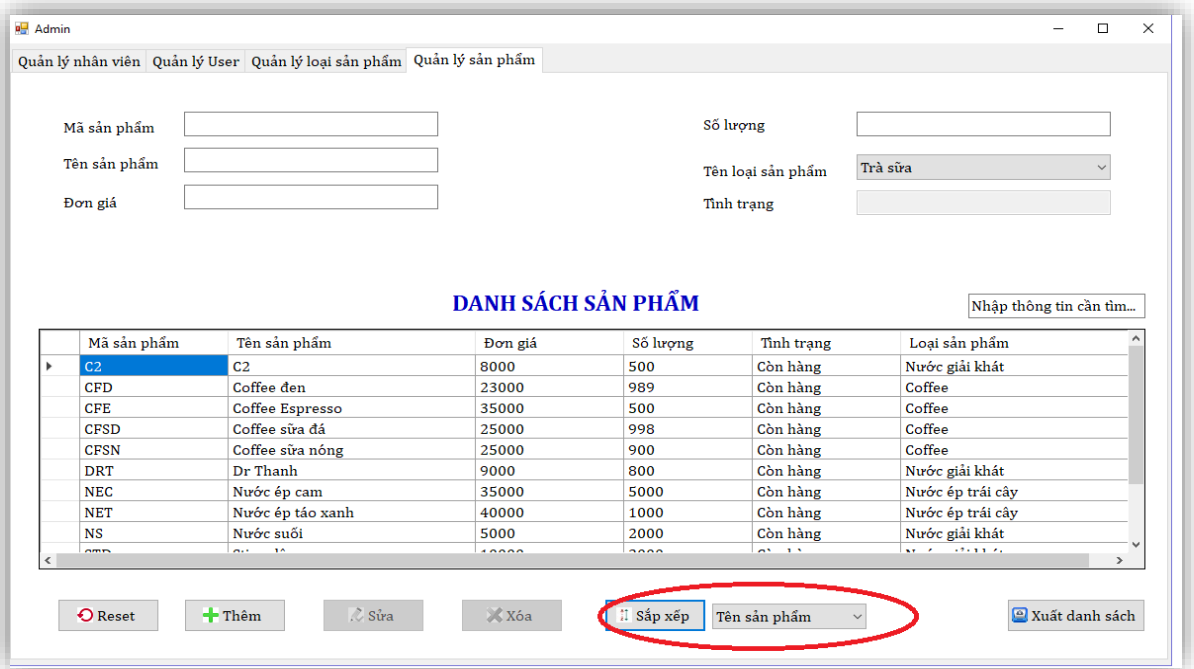 Admin
Quản lý nhân viên Quản lý User Quản lý loại sản phẩm Quản lý sản phẩm
Mã sản phẩm Số lượng
Tên sản phẩm Tên loại sản phẩm Trà sữa
Đơn giá Tình trạng
DANH SÁCH SẢN PHẨM
Nhập thông tin cần tìm...
Mã sản phẩm Tên sản phẩm Đơn giá Số lượng Tình trạng Loại sản phẩm
C2 C2 8000 500 Còn hàng Nước giải khát
CFD Coffee đen 23000 989 Còn hàng Coffee
CFE Coffee Espresso 35000 500 Còn hàng Coffee
CFSD Coffee sữa đá 25000 998 Còn hàng Coffee
CFSN Coffee sữa nóng 25000 900 Còn hàng Coffee
DRT Dr Thanh 9000 800 Còn hàng Nước giải khát
NEC Nước ép cam 35000 5000 Còn hàng Nước ép trái cây
NET Nước ép táo xanh 40000 1000 Còn hàng Nước ép trái cây
NS Nước suối 5000 2000 Còn hàng Nước giải khát
Reset Thêm Sửa Xóa Sắp xếp Tên sản phẩm Xuất danh sách